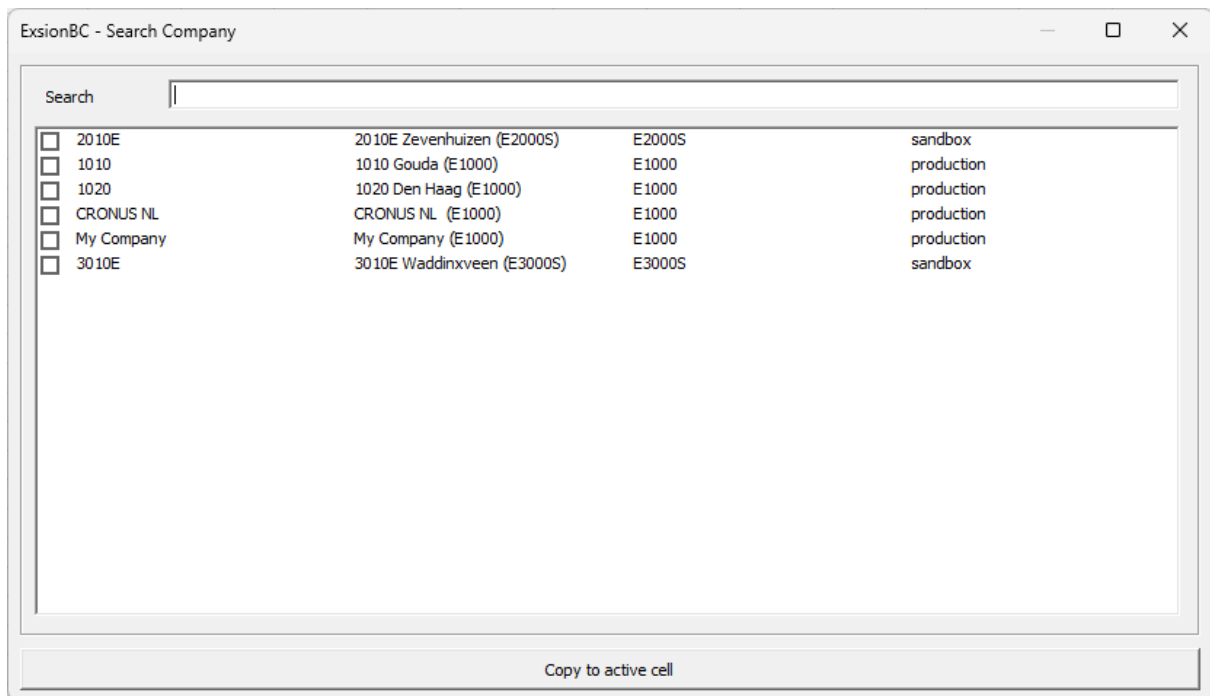 ExsionBC - Search Company
Search
2010E 2010E Zevenhuizen (E2000S) E2000S sandbox
1010 1010 Gouda (E1000) E1000 production
1020 1020 Den Haag (E1000) E1000 production
CRONUS NL CRONUS NL  (E1000) E1000 production
My Company My Company (E1000) E1000 production
3010E 3010E Waddinxveen (E3000S) E3000S sandbox
Copy to active cell